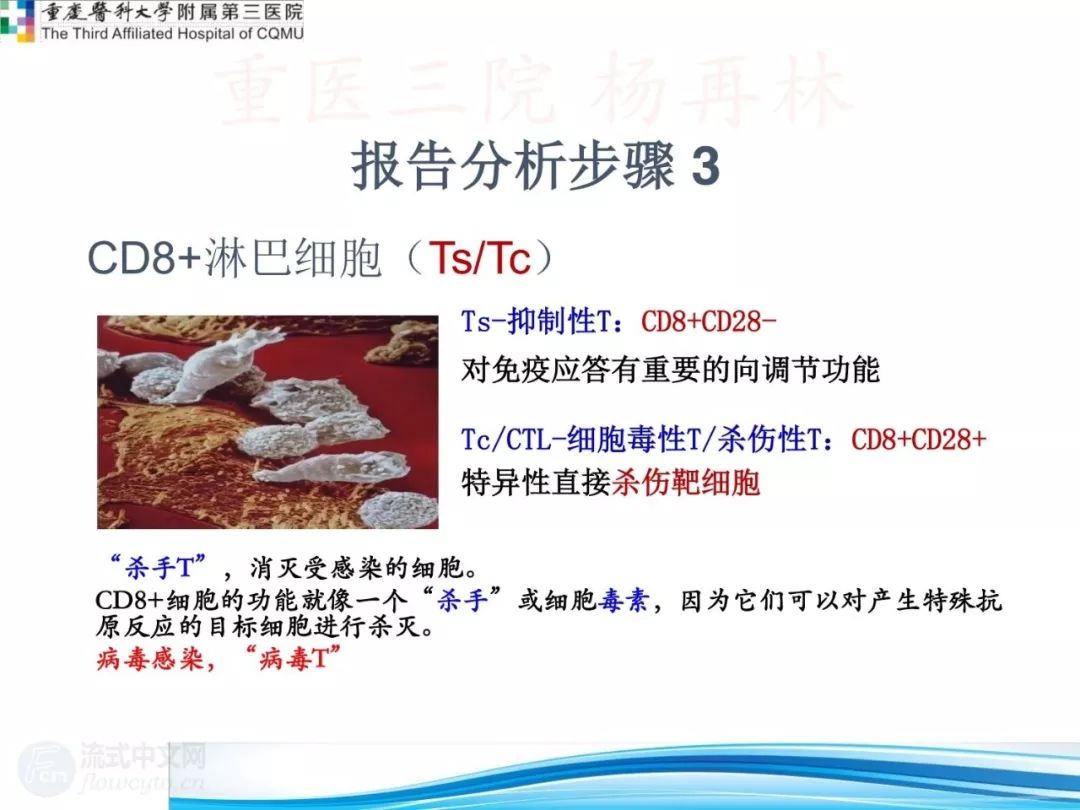 重庆医科大学附属第三医院
The Third Affiliated Hospital of CQMU
重医三院 杨再林
报告分析步骤 3
CD8+淋巴细胞（Ts/Tc）
Ts-抑制性T：CD8+CD28-
对免疫应答有重要的向调节功能
Tc/CTL-细胞毒性T/杀伤性T：CD8+CD28+
特异性直接杀伤靶细胞
“杀手T”，消灭受感染的细胞。
CD8+细胞的功能就像一个“杀手”或细胞毒素，因为它们可以对产生特殊抗
原反应的目标细胞进行杀灭。
病毒感染，“病毒T”
流式中文网
flowcyto.cn